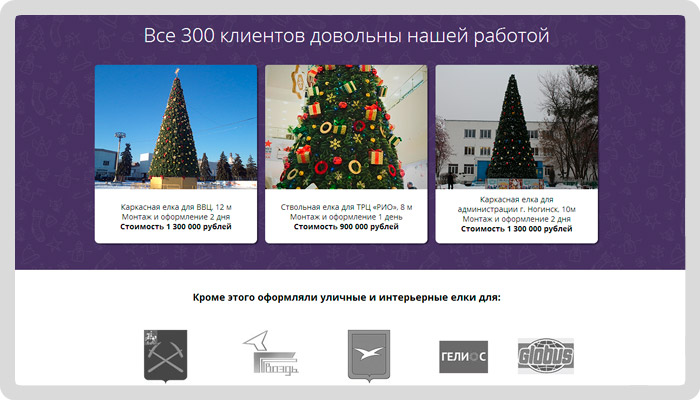 Все 300 клиентов довольны нашей работой
Каркасная елка для ВВЦ, 12 м
Монтаж и оформление 2 дня
Стоимость 1 300 000 рублей
Ствольная елка для ТРЦ «РИО», 8 м
Монтаж и оформление 1 день
Стоимость 900 000 рублей
Каркасная елка для
администрации г. Ногинск, 10м
Монтаж и оформление 2 дня
Стоимость 1 300 000 рублей
Кроме этого оформляли уличные и интерьерные елки для:
Гвоздь
ГЕЛИОС
Globus